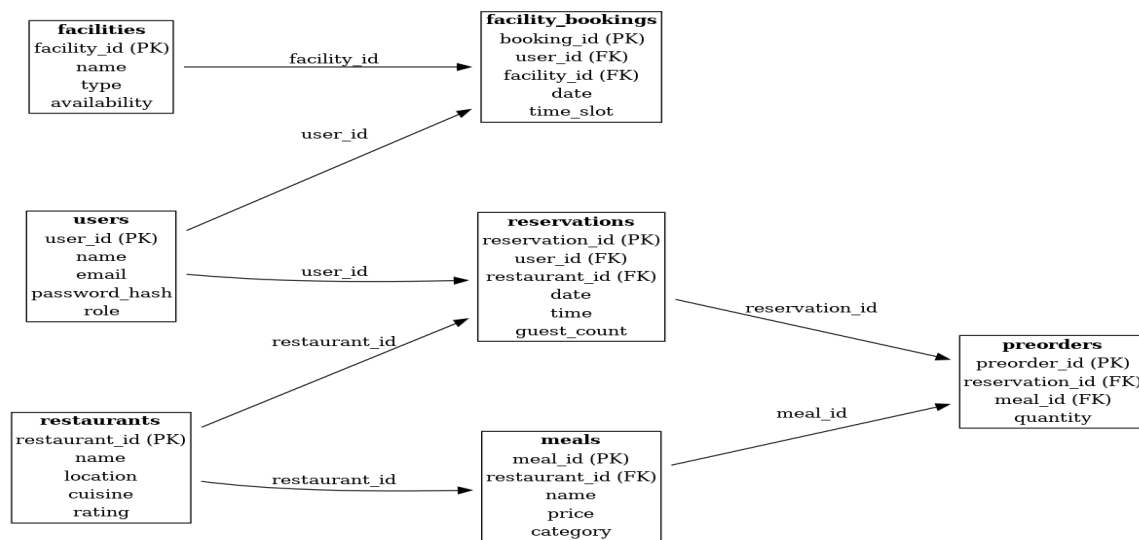 facilities
facility_id (PK)
name
type
availability
facility_id
facility_bookings
booking_id (PK)
user_id (FK)
facility_id (FK)
date
time_slot
user_id
users
user_id (PK)
name
email
password_hash
role
user_id
reservations
reservation_id (PK)
user_id (FK)
restaurant_id (FK)
date
time
guest_count
restaurant_id
reservation_id
restaurants
restaurant_id (PK)
name
location
cuisine
rating
restaurant_id
meals
meal_id (PK)
restaurant_id (FK)
name
price
category
meal_id
preorders
preorder_id (PK)
reservation_id (FK)
meal_id (FK)
quantity